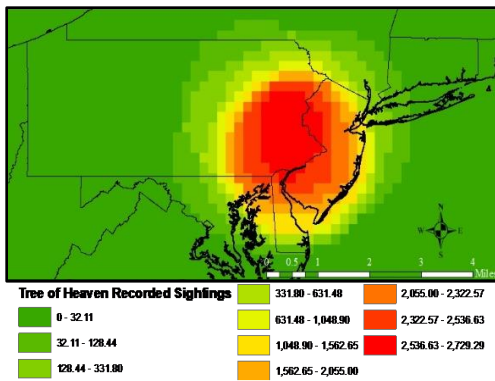 N
W E
S
0 0.5 1 2 3 4
Miles
Tree of Heaven Recorded Sightings
0 - 32.11
32.11 - 128.44
128.44 - 331.80
331.80 - 631.48
631.48 - 1,048.90
1,048.90 - 1,562.65
1,562.65 - 2,055.00
2,055.00 - 2,322.57
2,322.57 - 2,536.63
2,536.63 - 2,729.29